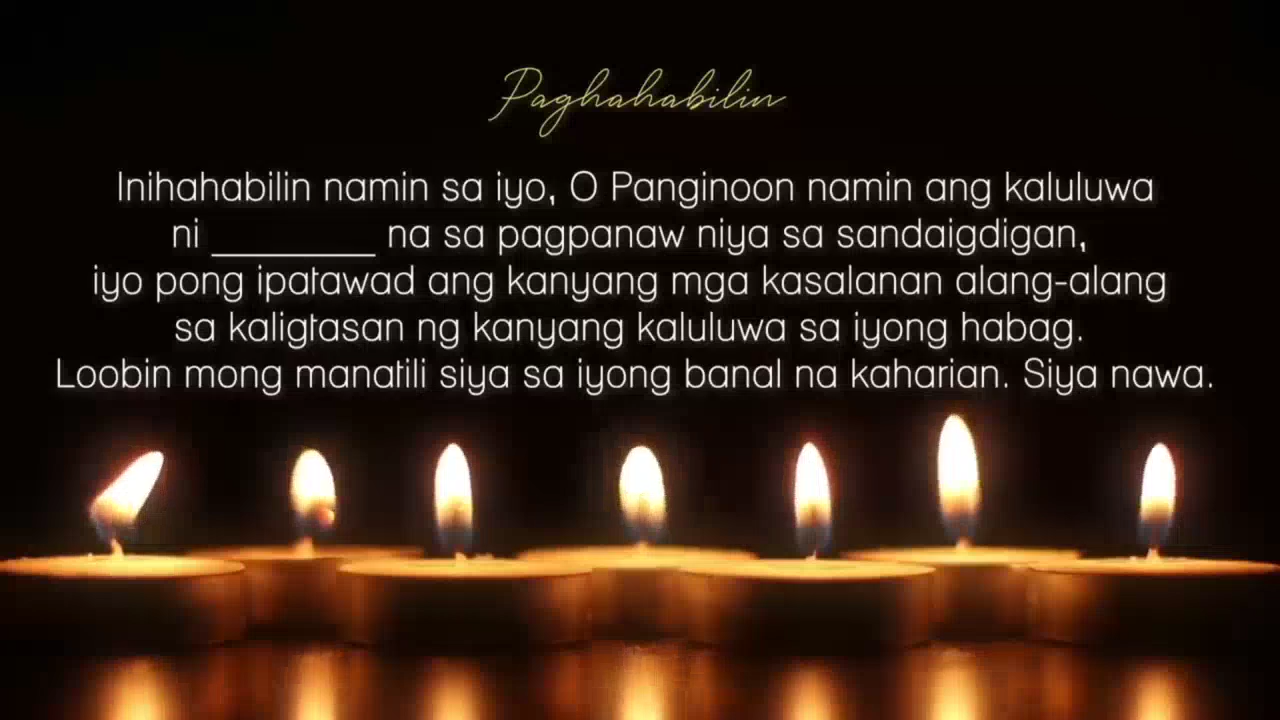 Paghahabilin
Inihahabilin namin sa iyo, O Panginoon namin ang kaluluwa
ni ________ na sa pagpanaw niya sa sandaigdigan,
iyo pong ipatawad ang kanyang mga kasalanan alang-alang
sa kaligtasan ng kanyang kaluluwa sa iyong habag.
Loobin mong manatili siya sa iyong banal na kaharian. Siya nawa.